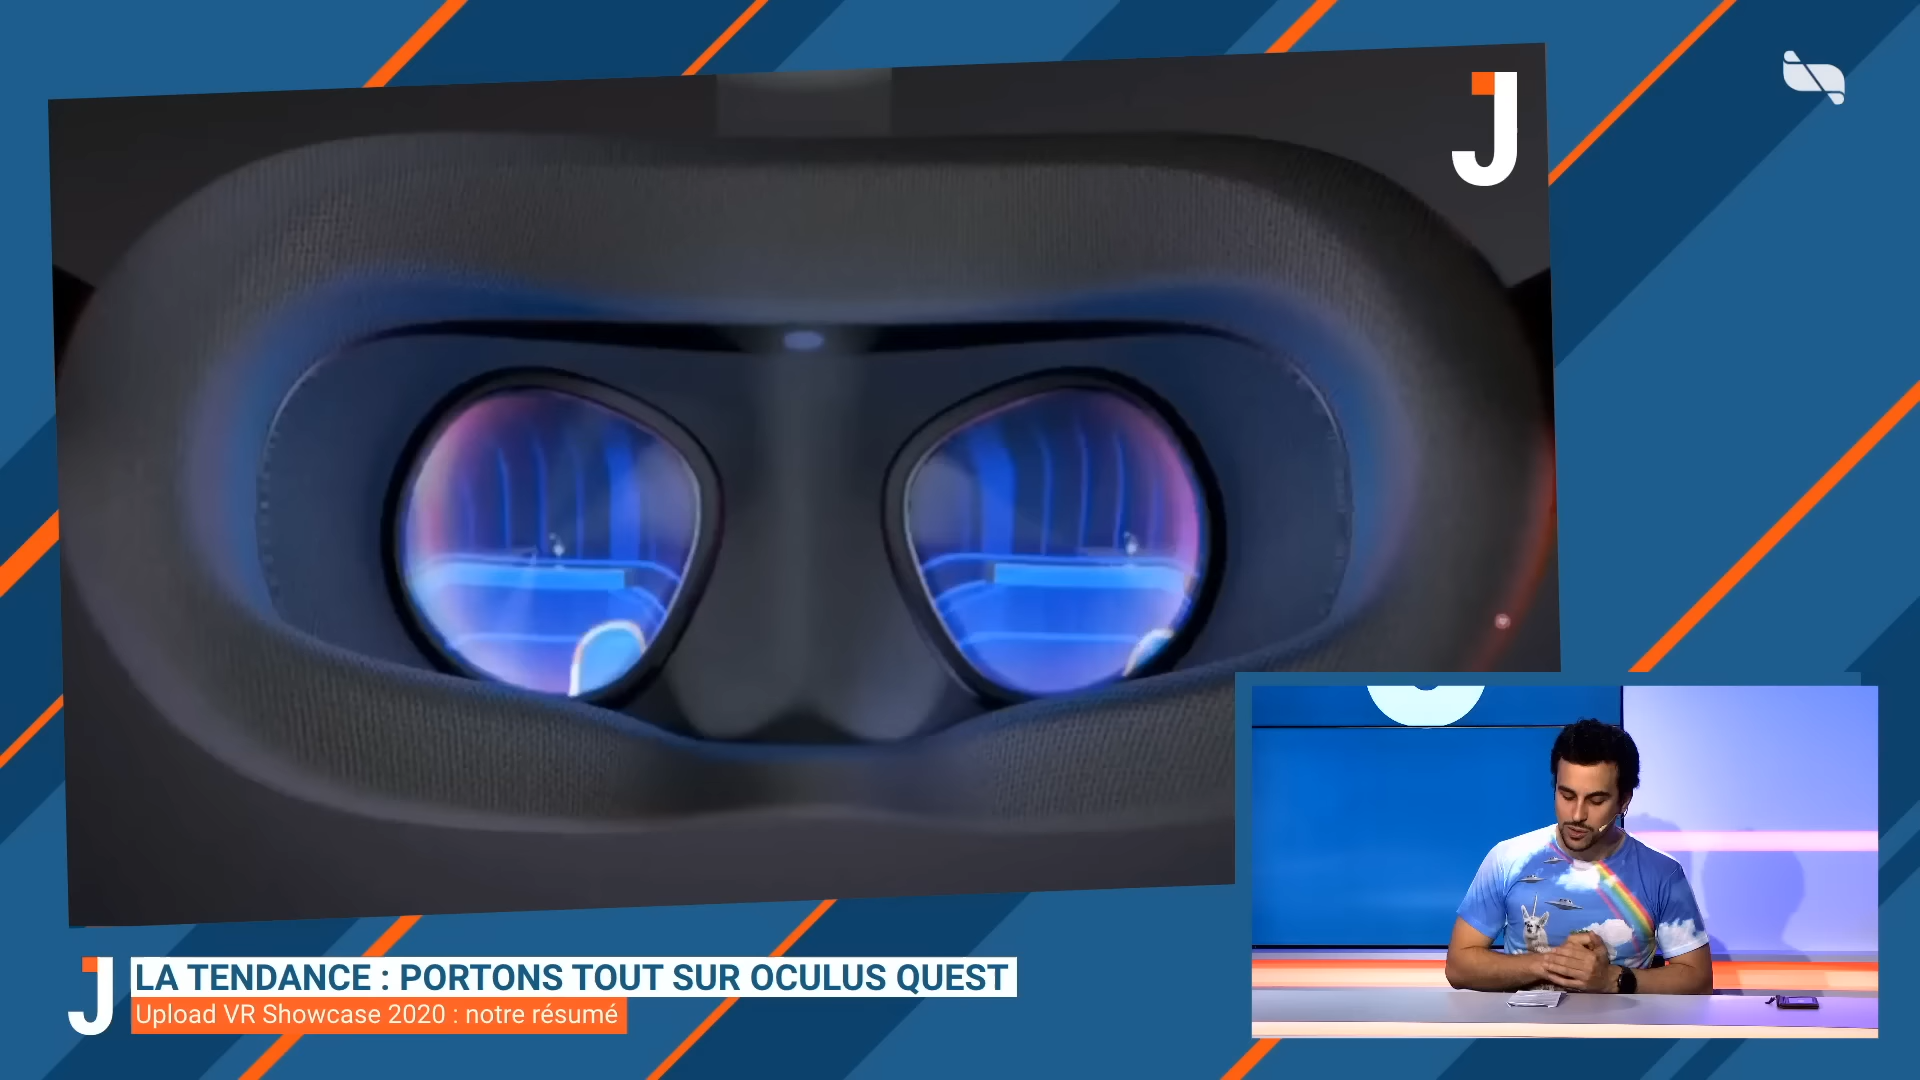 J
LA TENDANCE : PORTONS TOUT SUR OCULUS QUEST
J
Upload VR Showcase 2020 : notre résumé